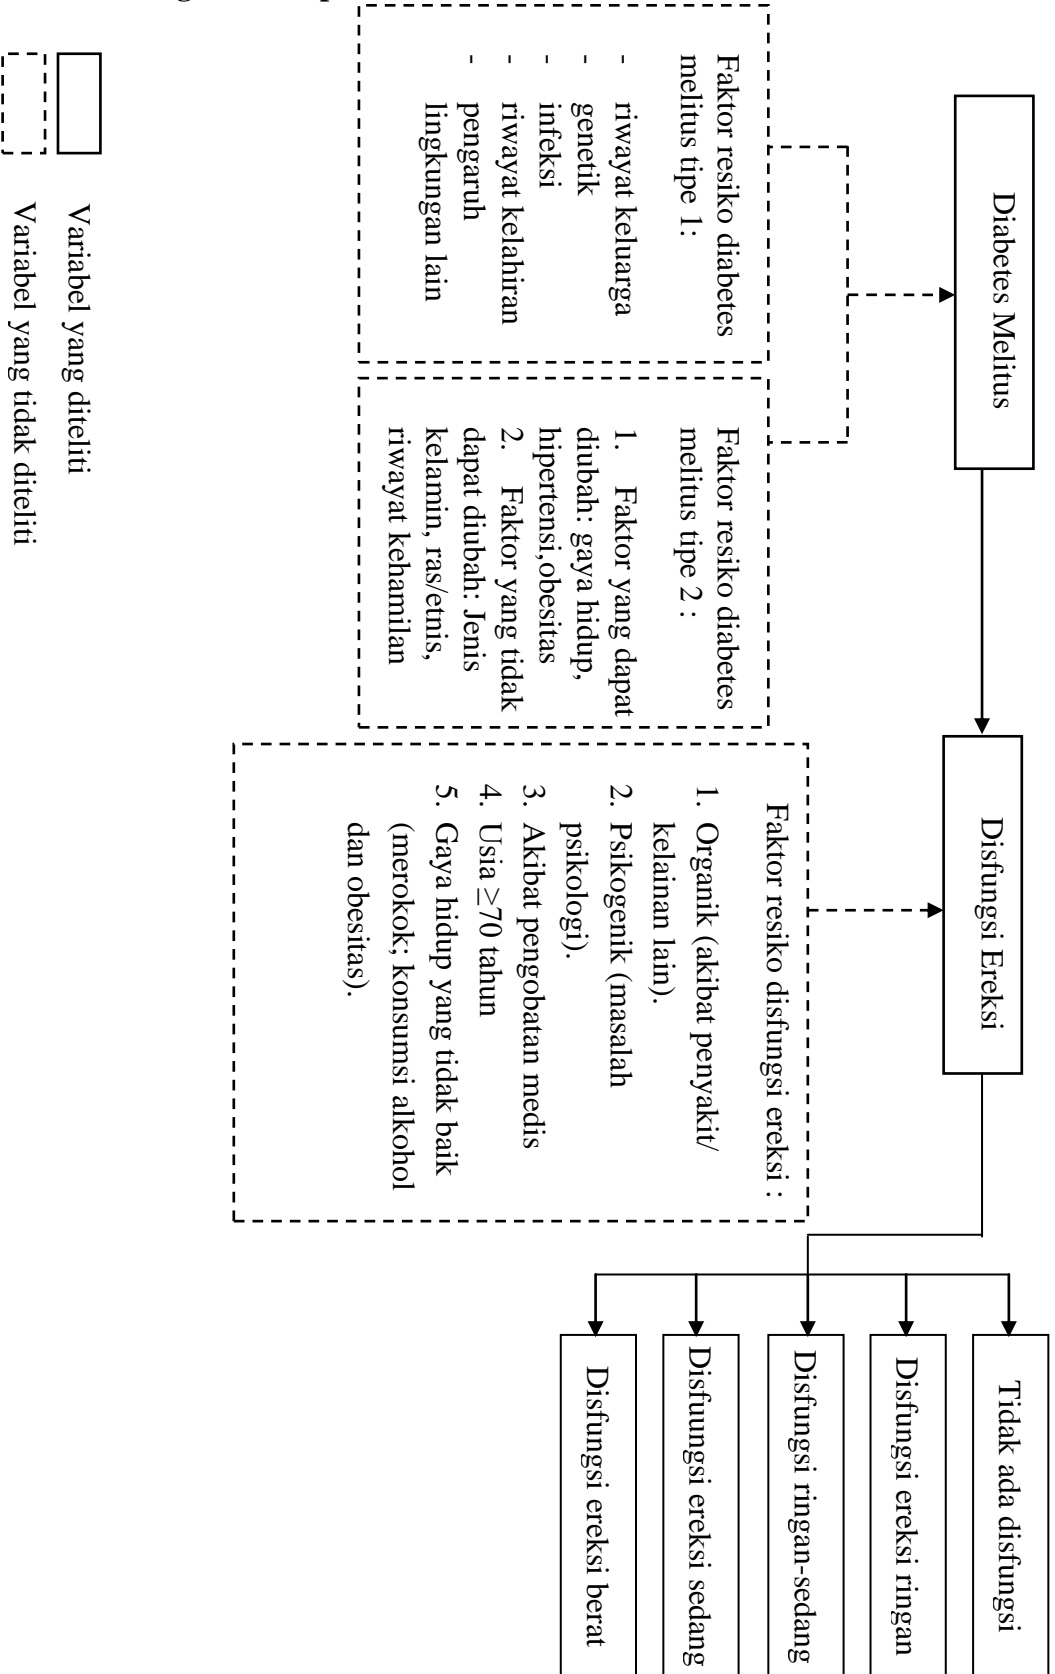 Diabetes Melitus
Disfungsi Ereksi
Tidak ada disfungsi
Disfungsi ereksi ringan
Disfungsi ringan-sedang
Disfuungsi ereksi sedang
Disfungsi ereksi berat
Faktor resiko diabetes
melitus tipe 1:
- riwayat keluarga
- genetik
- infeksi
- riwayat kelahiran
- pengaruh
lingkungan lain
Faktor resiko diabetes
melitus tipe 2 :
1. Faktor yang dapat
diubah: gaya hidup,
hipertensi,obesitas
2. Faktor yang tidak
dapat diubah: Jenis
kelamin, ras/etnis,
riwayat kehamilan
Faktor resiko disfungsi ereksi :
1. Organik (akibat penyakit/
kelainan lain).
2. Psikogenik (masalah
psikologi).
3. Akibat pengobatan medis
4. Usia ≥70 tahun
5. Gaya hidup yang tidak baik
(merokok; konsumsi alkohol
dan obesitas).
Variabel yang diteliti
Variabel yang tidak diteliti